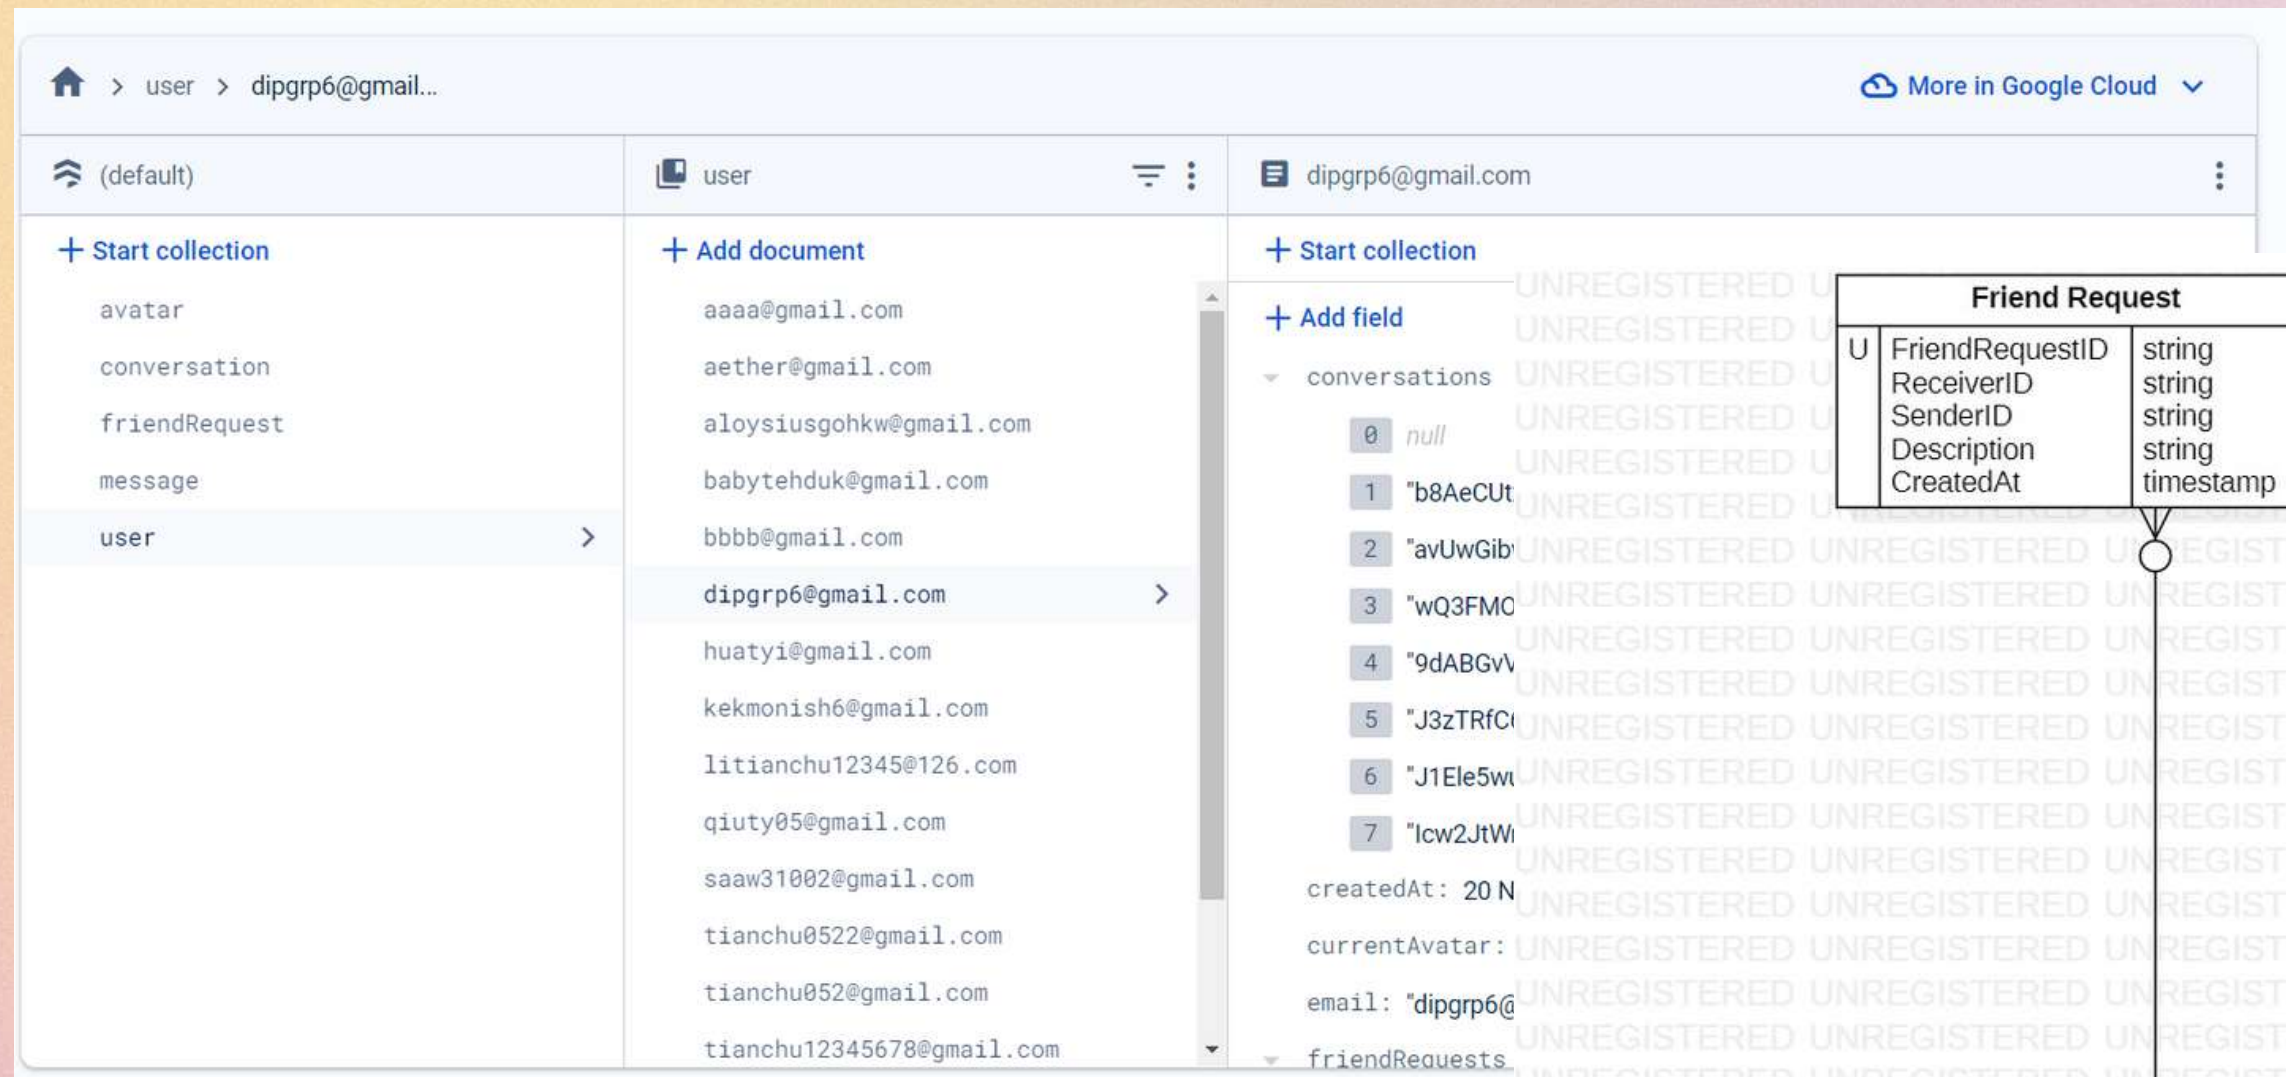 > user > dipgrp6@gmail...
More in Google Cloud
(default)
user
dipgrp6@gmail.com
+ Start collection
avatar
conversation
friendRequest
message
user
+ Add document
aaaa@gmail.com
aether@gmail.com
aloysiusgohkw@gmail.com
babytehduk@gmail.com
bbbb@gmail.com
dipgrp6@gmail.com
huatyi@gmail.com
kekmonish6@gmail.com
litianchu12345@126.com
qiuty05@gmail.com
saaw31002@gmail.com
tianchu0522@gmail.com
tianchu052@gmail.com
tianchu12345678@gmail.com
+ Start collection
+ Add field
conversations
0 null
1 "b8AeCUt
2 "avUwGib
3 "wQ3FM
4 "9dABGv
5 "J3zTRfC
6 "J1Ele5w
7 "Icw2JtW
createdAt: 20 N
currentAvatar:
email: "dipgrp6@
friendRequests
Friend Request
U FriendRequestID string
ReceiverID string
SenderID string
Description string
CreatedAt timestamp
UNREGISTERED UNREGISTERED